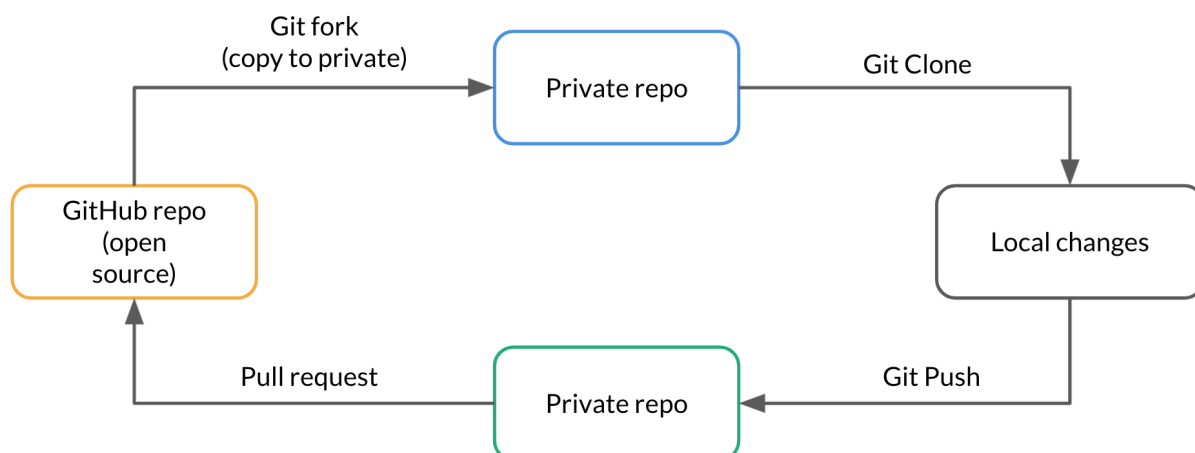 Git fork
(copy to private)
Private repo
Git Clone
GitHub repo
(open
source)
Local changes
Pull request
Private repo
Git Push